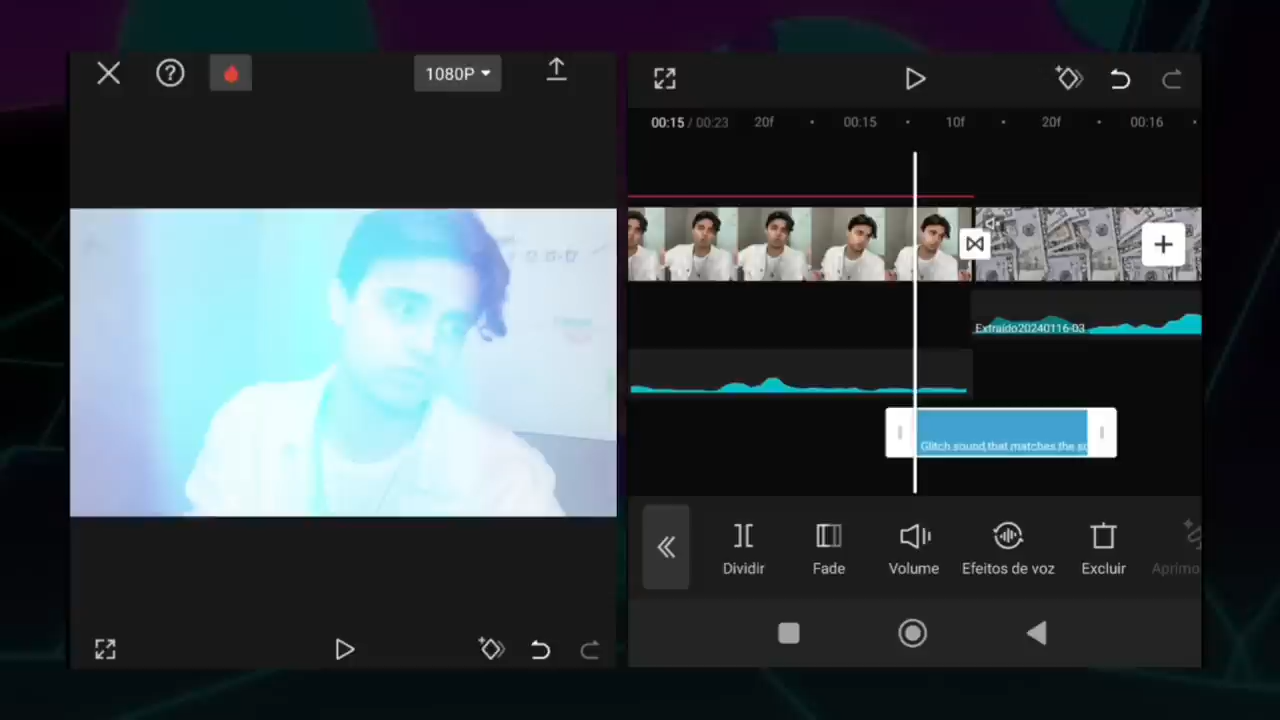 1080P
00:15 / 00:23
20f
00:15
10f
20f
00:16
Extraído20240116-03
Glitch sound that matches the sc
Dividir
Fade
Volume
Efeitos de voz
Excluir
Aprimo